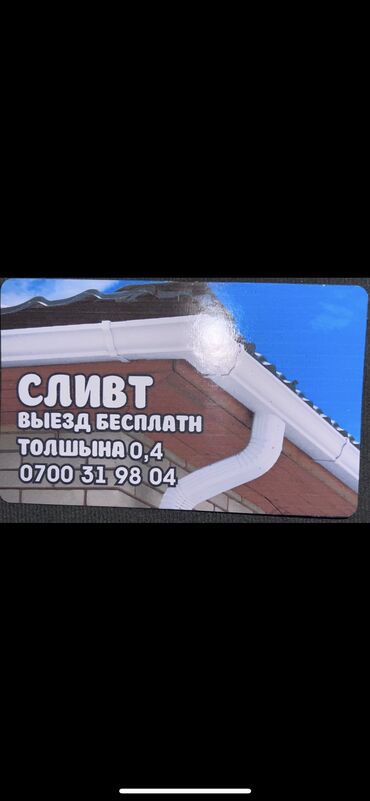 СЛИВТ
ВЫЕЗД БЕСПЛАТН
ТОЛШЫНА 0,4
0700 31 98 04